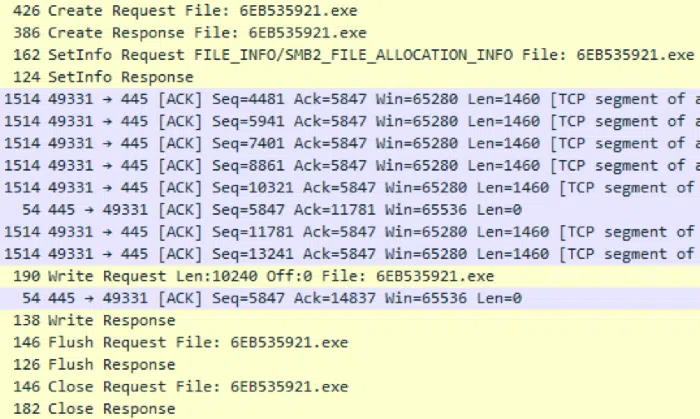 426 Create Request File: 6EB535921.exe
386 Create Response File: 6EB535921.exe
162 SetInfo Request FILE_INFO/SMB2_FILE_ALLOCATION_INFO File: 6EB535921.exe
124 SetInfo Response
1514 49331 → 445 [ACK] Seq=4481 Ack=5847 Win=65280 Len=1460 [TCP segment of a
1514 49331 → 445 [ACK] Seq=5941 Ack=5847 Win=65280 Len=1460 [TCP segment of a
1514 49331 → 445 [ACK] Seq=7401 Ack=5847 Win=65280 Len=1460 [TCP segment of a
1514 49331 → 445 [ACK] Seq=8861 Ack=5847 Win=65280 Len=1460 [TCP segment of a
1514 49331 → 445 [ACK] Seq=10321 Ack=5847 Win=65280 Len=1460 [TCP segment of
54 445 → 49331 [ACK] Seq=5847 Ack=11781 Win=65536 Len=0
1514 49331 → 445 [ACK] Seq=11781 Ack=5847 Win=65280 Len=1460 [TCP segment of
1514 49331 → 445 [ACK] Seq=13241 Ack=5847 Win=65280 Len=1460 [TCP segment of
190 Write Request Len:10240 Off:0 File: 6EB535921.exe
54 445 → 49331 [ACK] Seq=5847 Ack=14837 Win=65536 Len=0
138 Write Response
146 Flush Request File: 6EB535921.exe
126 Flush Response
146 Close Request File: 6EB535921.exe
182 Close Response